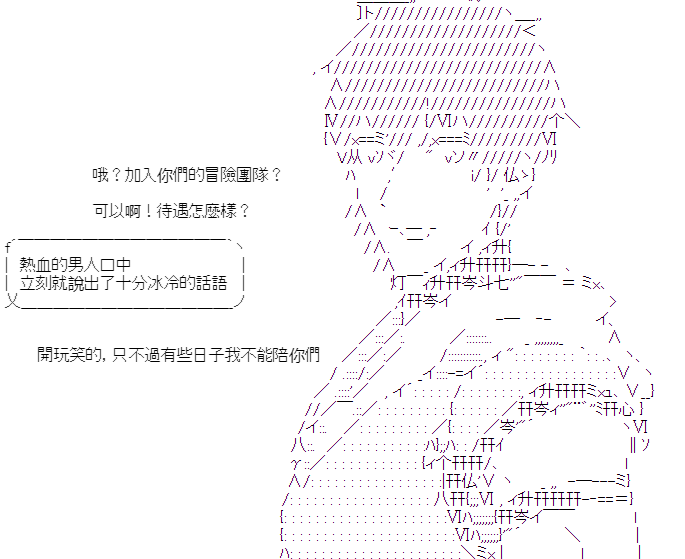 哦？加入你們的冒險團隊？
可以啊！待遇怎麼樣？
熱血的男人口中
立刻就說出了十分冰冷的話語
開玩笑的,只不過有些日子我不能陪你們